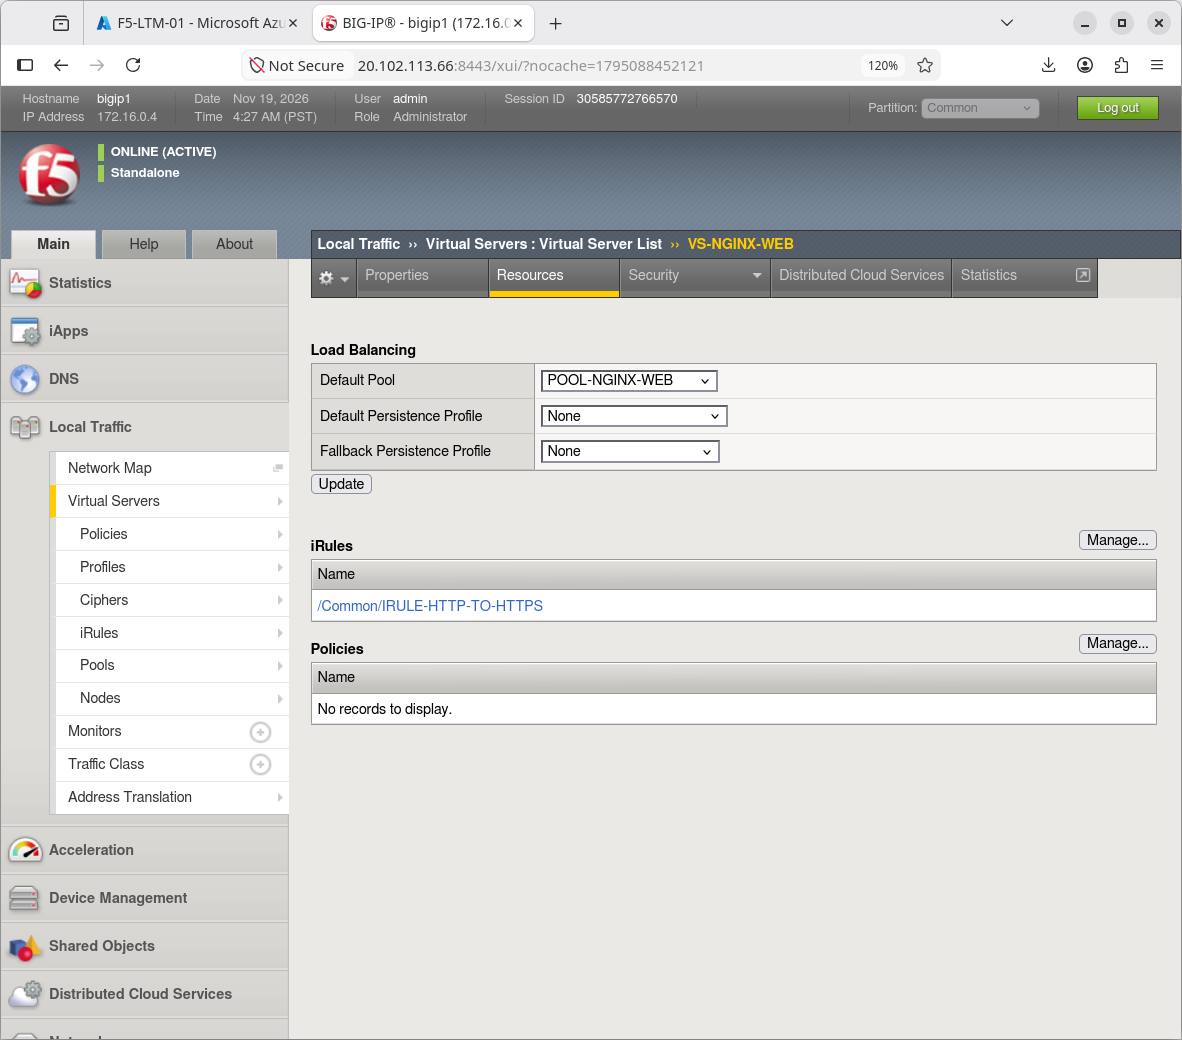 F5-LTM-01 - Microsoft Azu
BIG-IP® - bigip1 (172.16.0
Not Secure
20.102.113.66:8443/xui/?nocache=1795088452121
120%
Hostname bigip1
IP Address 172.16.0.4
Date Nov 19, 2026
Time 4:27 AM (PST)
User admin
Role Administrator
Session ID 30585772766570
Partition: Common
Log out
f5
ONLINE (ACTIVE)
Standalone
Main
Help
About
Local Traffic ›› Virtual Servers : Virtual Server List ›› VS-NGINX-WEB
Properties
Resources
Security
Distributed Cloud Services
Statistics
Statistics
iApps
DNS
Local Traffic
Network Map
Virtual Servers
Policies
Profiles
Ciphers
iRules
Pools
Nodes
Monitors
Traffic Class
Address Translation
Acceleration
Device Management
Shared Objects
Distributed Cloud Services
Load Balancing
Default Pool POOL-NGINX-WEB
Default Persistence Profile None
Fallback Persistence Profile None
Update
iRules
Manage...
Name
/Common/IRULE-HTTP-TO-HTTPS
Policies
Manage...
Name
No records to display.